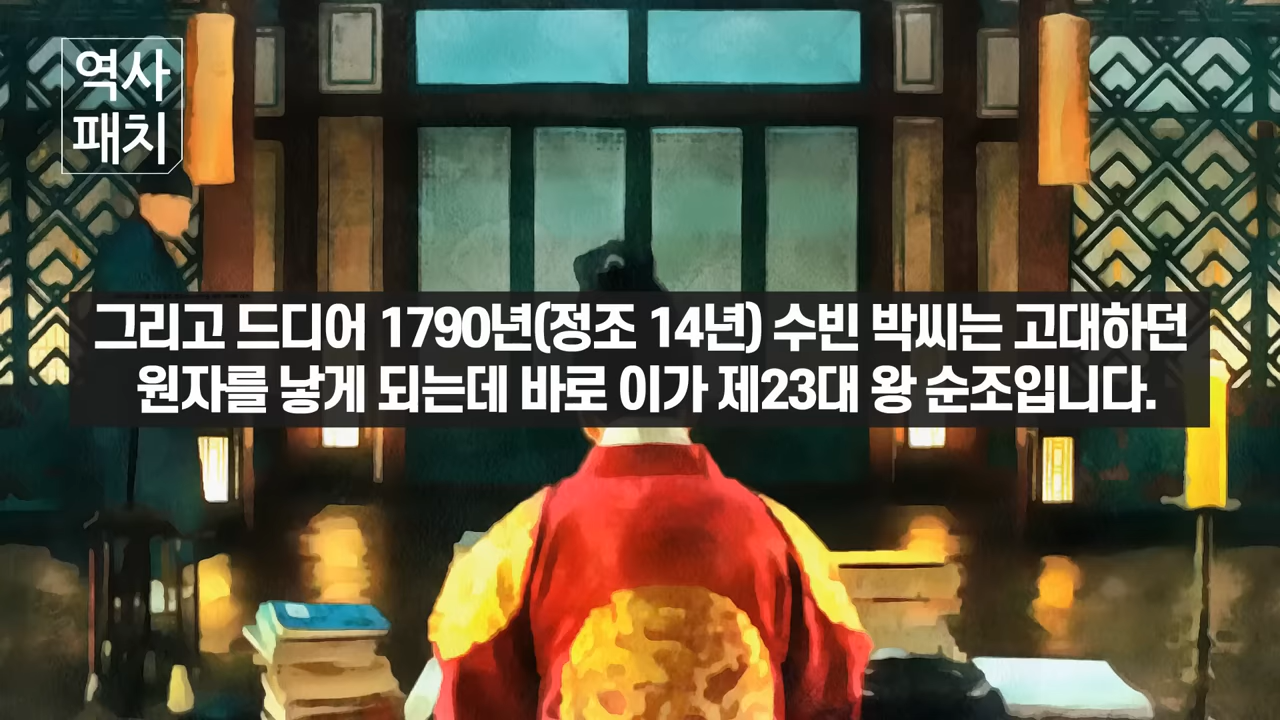 역사
패치
그리고 드디어 1790년(정조 14년) 수빈 박씨는 고대하던
원자를 낳게 되는데 바로 이가 제23대 왕 순조입니다.